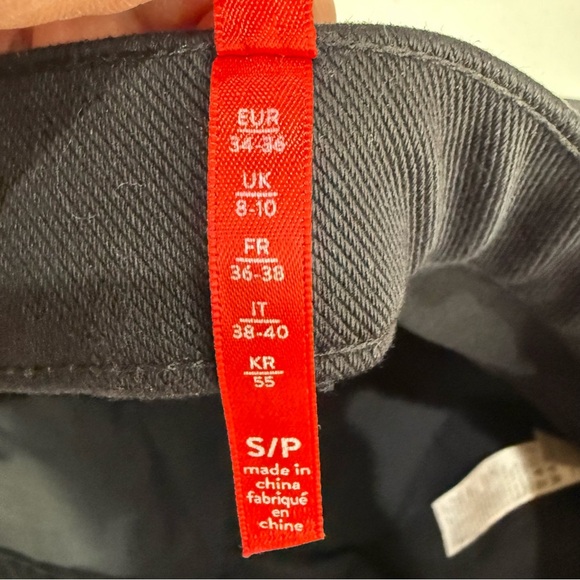 EUR
34-36
UK
8-10
FR
36-38
IT
38-40
KR
55
S/P
made in
china
fabriqué
en
chine